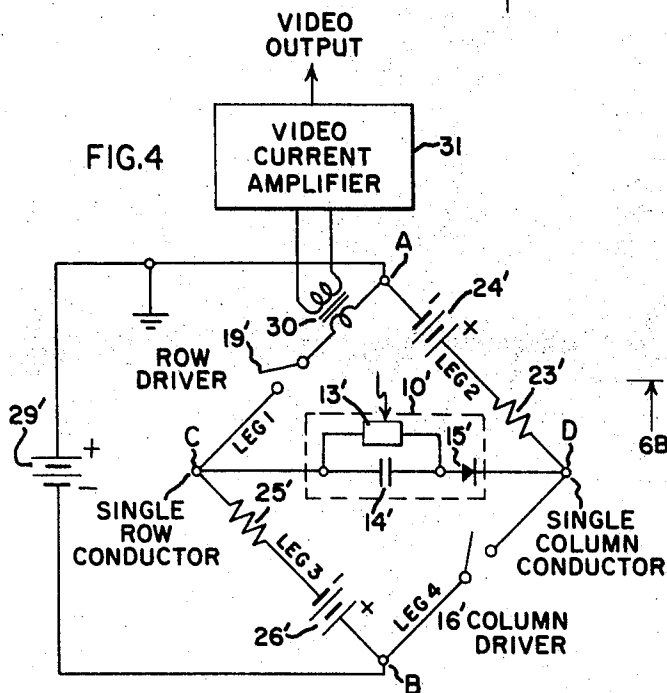 VIDEO
OUTPUT
FIG.4
VIDEO
CURRENT
AMPLIFIER
31
A
24'
30
19'
ROW
DRIVER
- X
LEG 2
13'
10'
23'
LEG 1
15'
D
6B
29'
+
-
C
14'
SINGLE
ROW
CONDUCTOR
25'
LEG 3
SINGLE
COLUMN
CONDUCTOR
- X
26'
LEG 4
16' COLUMN
DRIVER
B